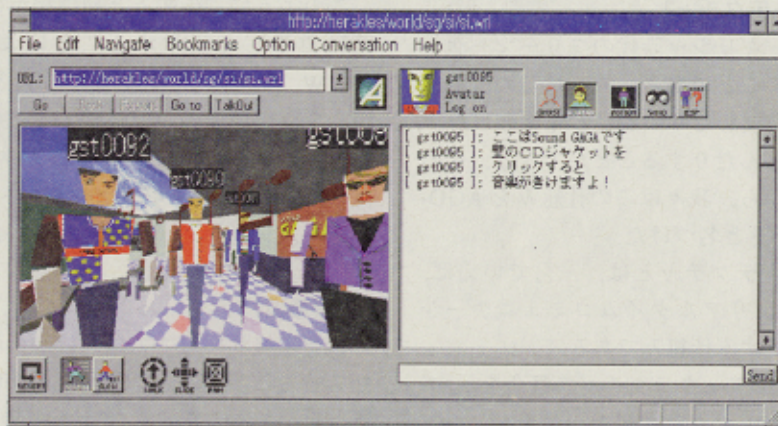 http://herakles/world/sg/si/si.wrl
File Edit Navigate Bookmarks Option Conversation Help
URL: http://herakles/world/sg/si/si.wrl
Go Go to TalkOut
gst0095
Avatar
Log on
gst0092
gst0090
[ gst0095 ]: ここはSound GAGAです
[ gst0095 ]: 壁のCDジャケットを
[ gst0095 ]: クリックすると
[ gst0095 ]: 音楽がきけますよ!
WALK SLIDE PAN
Send